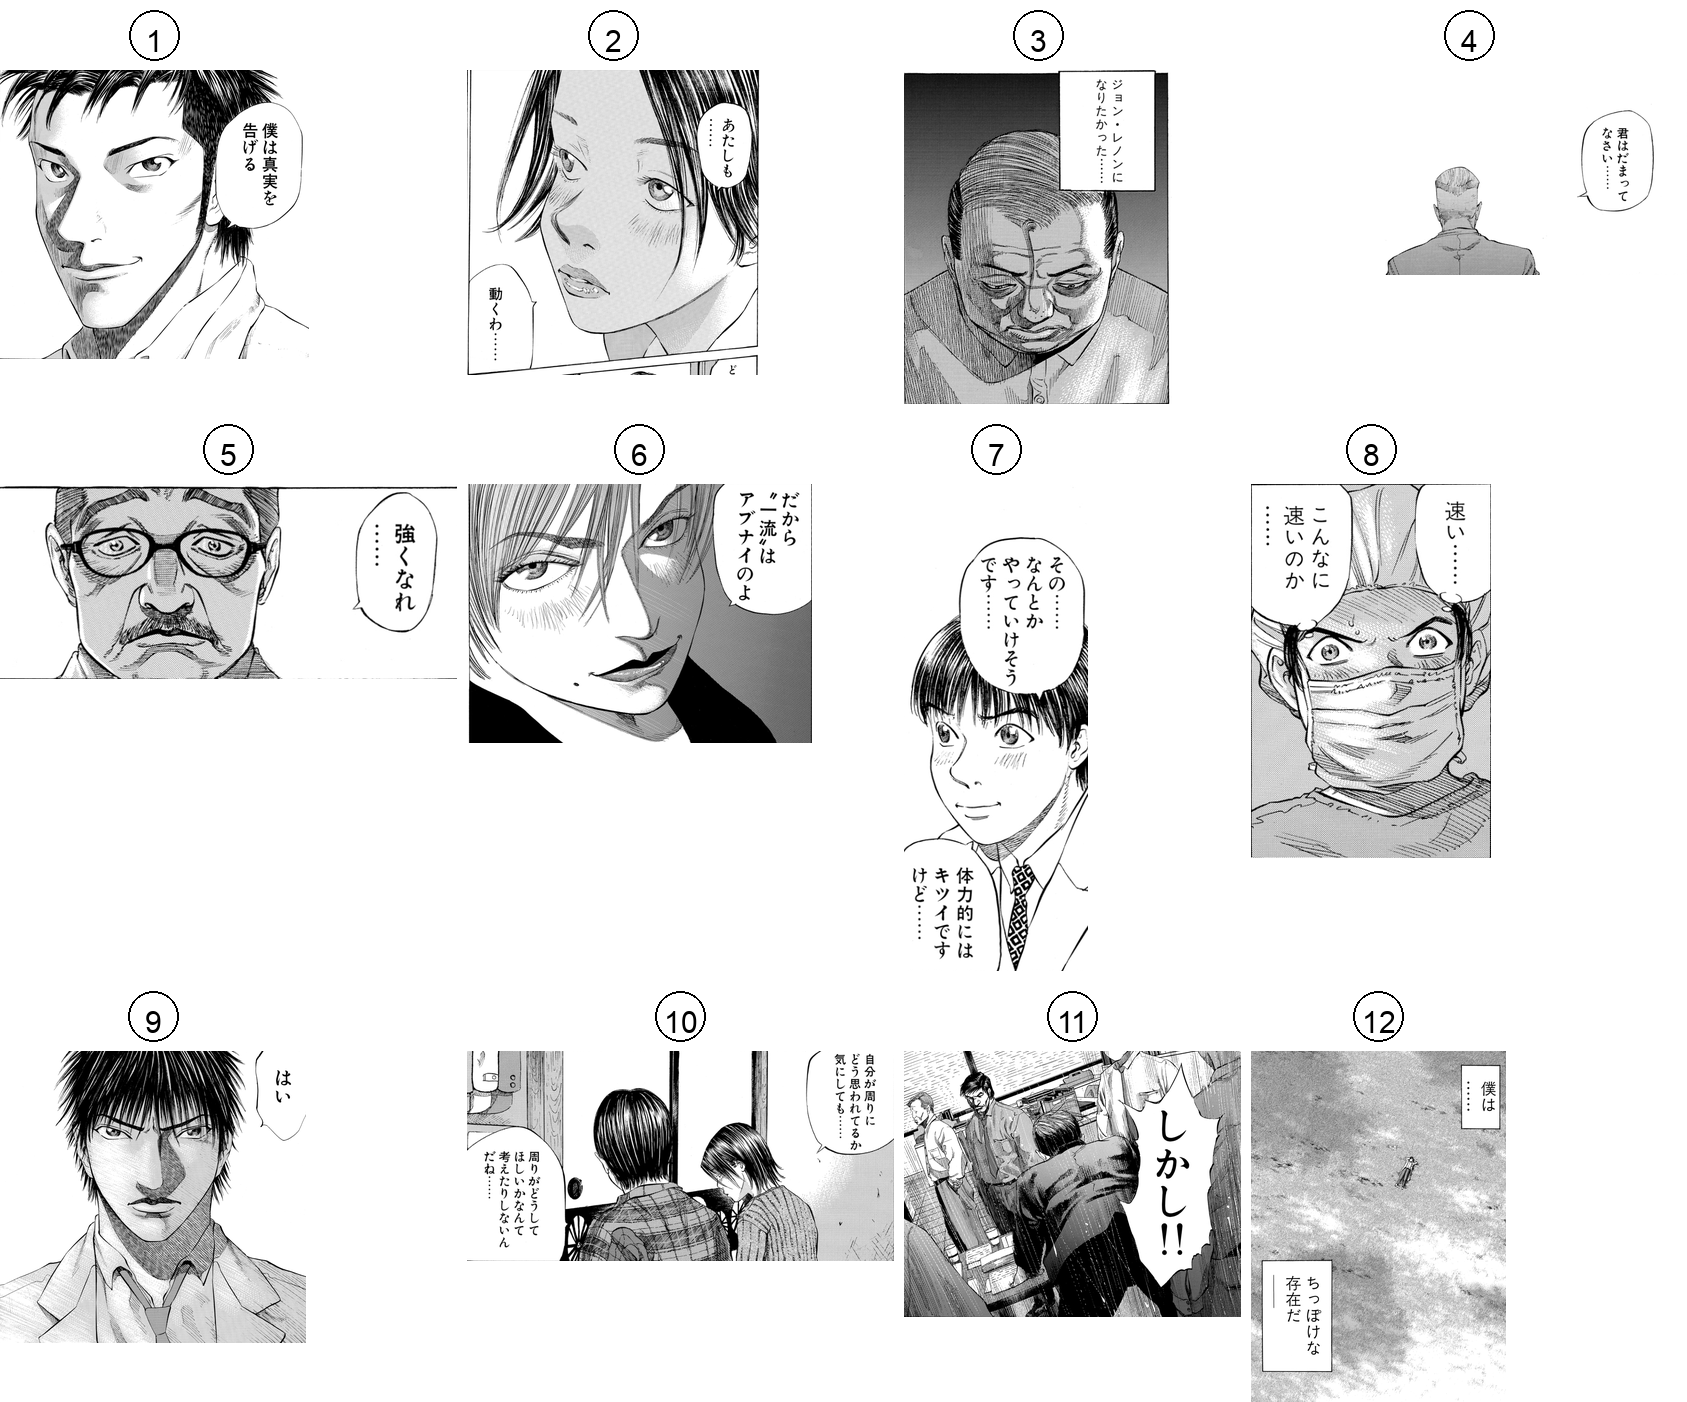 1
僕は真実を
告げる
2
あたしも
……
動くわ……
ど
3
ジョン・レノンに
なりたかった……
4
君はだまって
なさい……
5
強くなれ
……
6
だから
〝一流〟は
アブナイのよ
7
その……
なんとか
やっていけそう
です……
体力的には
キツイです
けど……
8
速い……
こんなに
速いのか
……
9
はい
10
自分が周りに
どう思われてるか
気にしても……
周りがどうして
ほしいかなんて
考えたりしないん
だね……
11
しかし!!
12
僕は
……
ちっぽけな
存在だ
――